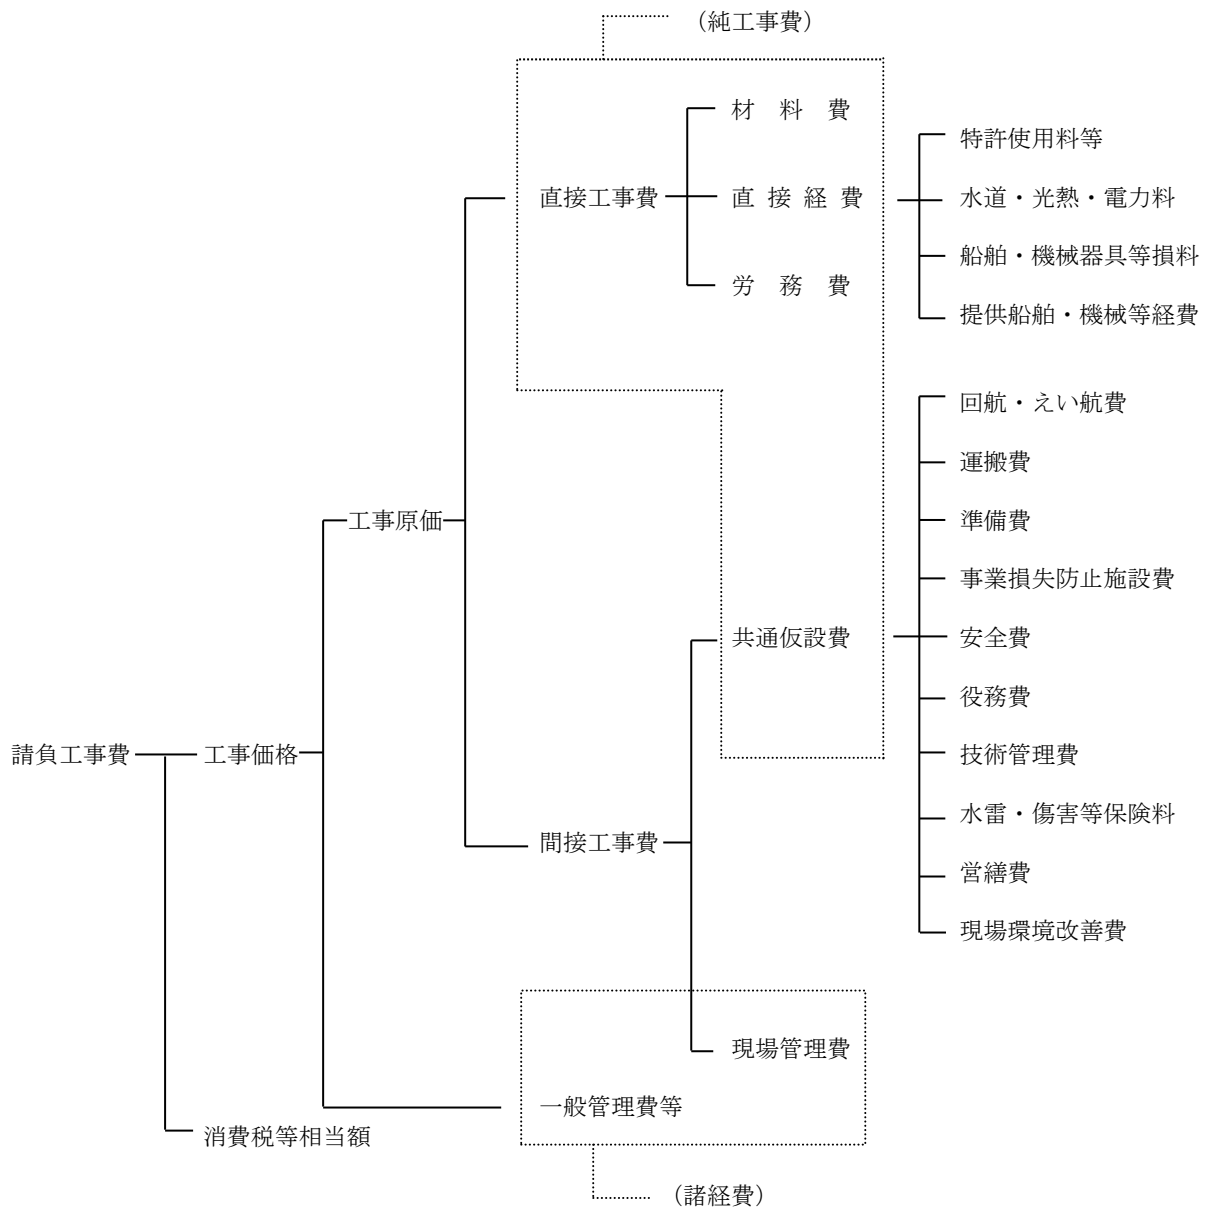 （純工事費）
材　料　費
特許使用料等
直接工事費
直 接 経 費
水道・光熱・電力料
船舶・機械器具等損料
労　務　費
提供船舶・機械等経費
回航・えい航費
運搬費
工事原価
準備費
事業損失防止施設費
共通仮設費
安全費
役務費
請負工事費
工事価格
技術管理費
水雷・傷害等保険料
間接工事費
営繕費
現場環境改善費
現場管理費
一般管理費等
消費税等相当額
（諸経費）